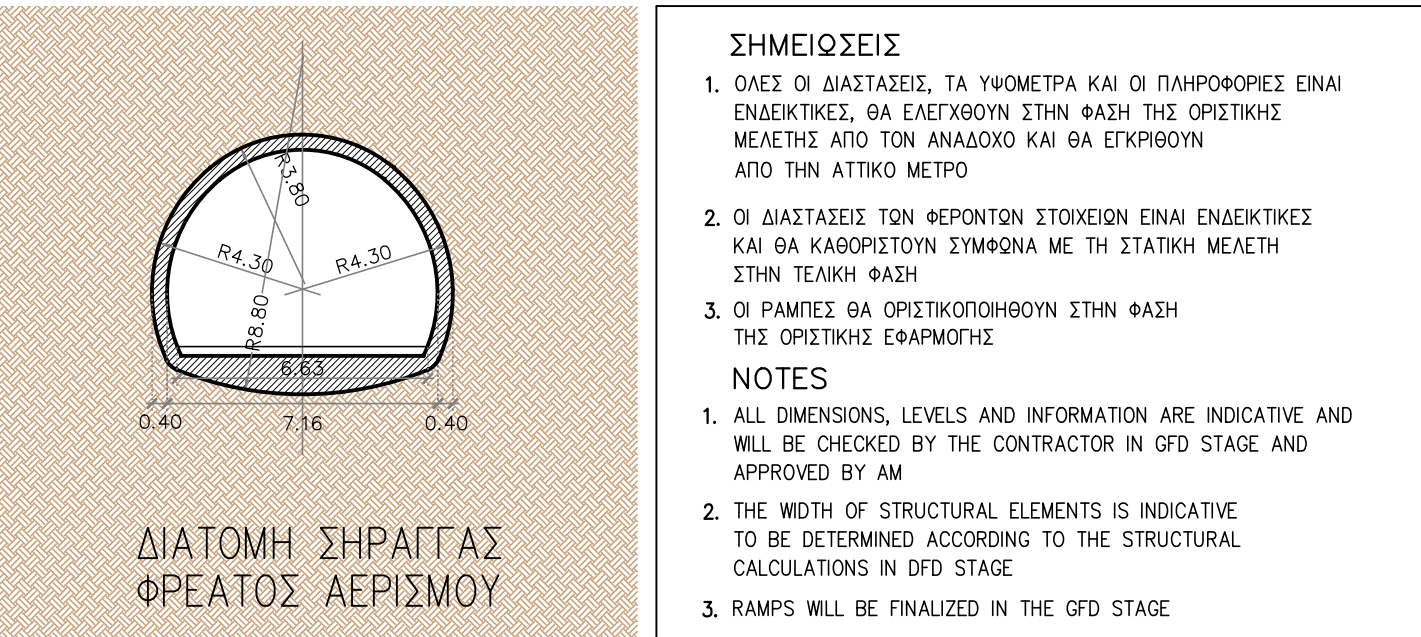 R3.80
R4.30
R4.30
R8.80
6.63
0.40
7.16
0.40
ΔΙΑΤΟΜΗ ΣΗΡΑΓΓΑΣ
ΦΡΕΑΤΟΣ ΑΕΡΙΣΜΟΥ
ΣΗΜΕΙΩΣΕΙΣ
1. ΟΛΕΣ ΟΙ ΔΙΑΣΤΑΣΕΙΣ, ΤΑ ΥΨΟΜΕΤΡΑ ΚΑΙ ΟΙ ΠΛΗΡΟΦΟΡΙΕΣ ΕΙΝΑΙ
ΕΝΔΕΙΚΤΙΚΕΣ, ΘΑ ΕΛΕΓΧΘΟΥΝ ΣΤΗΝ ΦΑΣΗ ΤΗΣ ΟΡΙΣΤΙΚΗΣ
ΜΕΛΕΤΗΣ ΑΠΟ ΤΟΝ ΑΝΑΔΟΧΟ ΚΑΙ ΘΑ ΕΓΚΡΙΘΟΥΝ
ΑΠΟ ΤΗΝ ΑΤΤΙΚΟ ΜΕΤΡΟ
2. ΟΙ ΔΙΑΣΤΑΣΕΙΣ ΤΩΝ ΦΕΡΟΝΤΩΝ ΣΤΟΙΧΕΙΩΝ ΕΙΝΑΙ ΕΝΔΕΙΚΤΙΚΕΣ
ΚΑΙ ΘΑ ΚΑΘΟΡΙΣΤΟΥΝ ΣΥΜΦΩΝΑ ΜΕ ΤΗ ΣΤΑΤΙΚΗ ΜΕΛΕΤΗ
ΣΤΗΝ ΤΕΛΙΚΗ ΦΑΣΗ
3. ΟΙ ΡΑΜΠΕΣ ΘΑ ΟΡΙΣΤΙΚΟΠΟΙΗΘΟΥΝ ΣΤΗΝ ΦΑΣΗ
ΤΗΣ ΟΡΙΣΤΙΚΗΣ ΕΦΑΡΜΟΓΗΣ
NOTES
1. ALL DIMENSIONS, LEVELS AND INFORMATION ARE INDICATIVE AND
WILL BE CHECKED BY THE CONTRACTOR IN GFD STAGE AND
APPROVED BY AM
2. THE WIDTH OF STRUCTURAL ELEMENTS IS INDICATIVE
TO BE DETERMINED ACCORDING TO THE STRUCTURAL
CALCULATIONS IN DFD STAGE
3. RAMPS WILL BE FINALIZED IN THE GFD STAGE